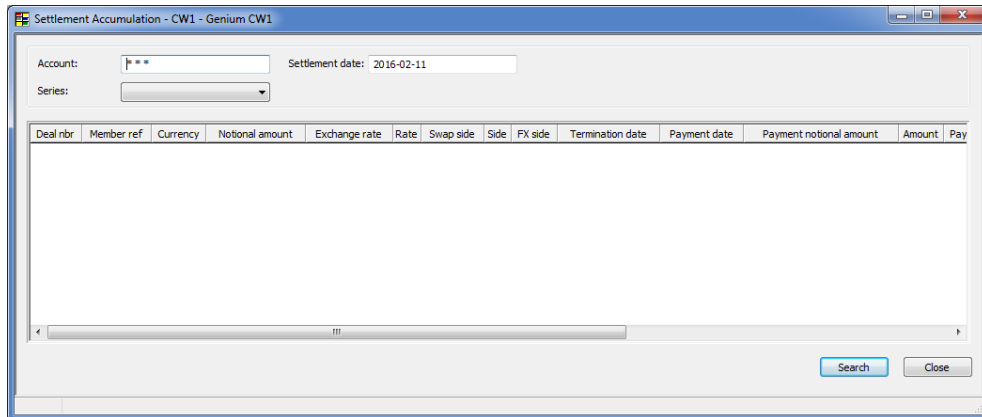 Settlement Accumulation - CW1 - Genium CW1
Account: * * * Settlement date: 2016-02-11
Series:
Deal nbr Member ref Currency Notional amount Exchange rate Rate Swap side Side FX side Termination date Payment date Payment notional amount Amount Pay
Search Close